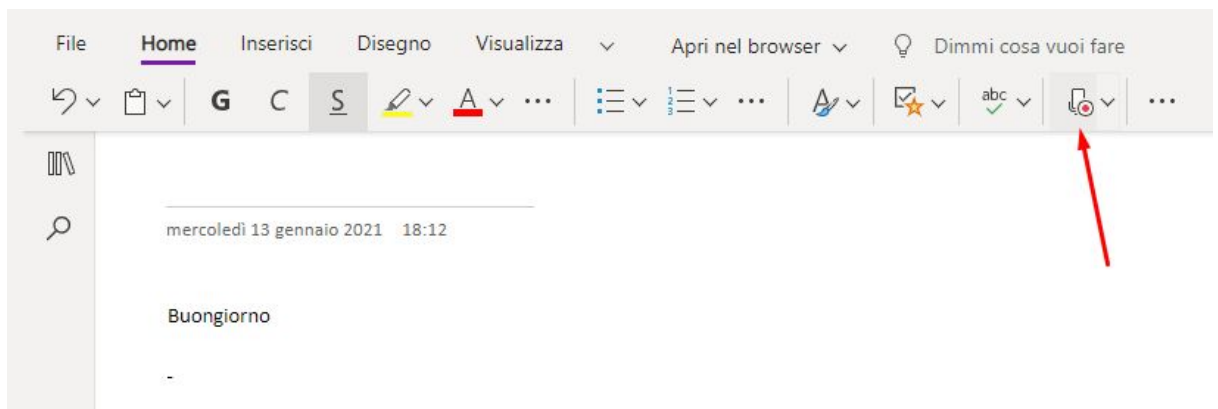 File Home Inserisci Disegno Visualizza Apri nel browser Dimmi cosa vuoi fare
G C S A abc
mercoledì 13 gennaio 2021 18:12
Buongiorno
-